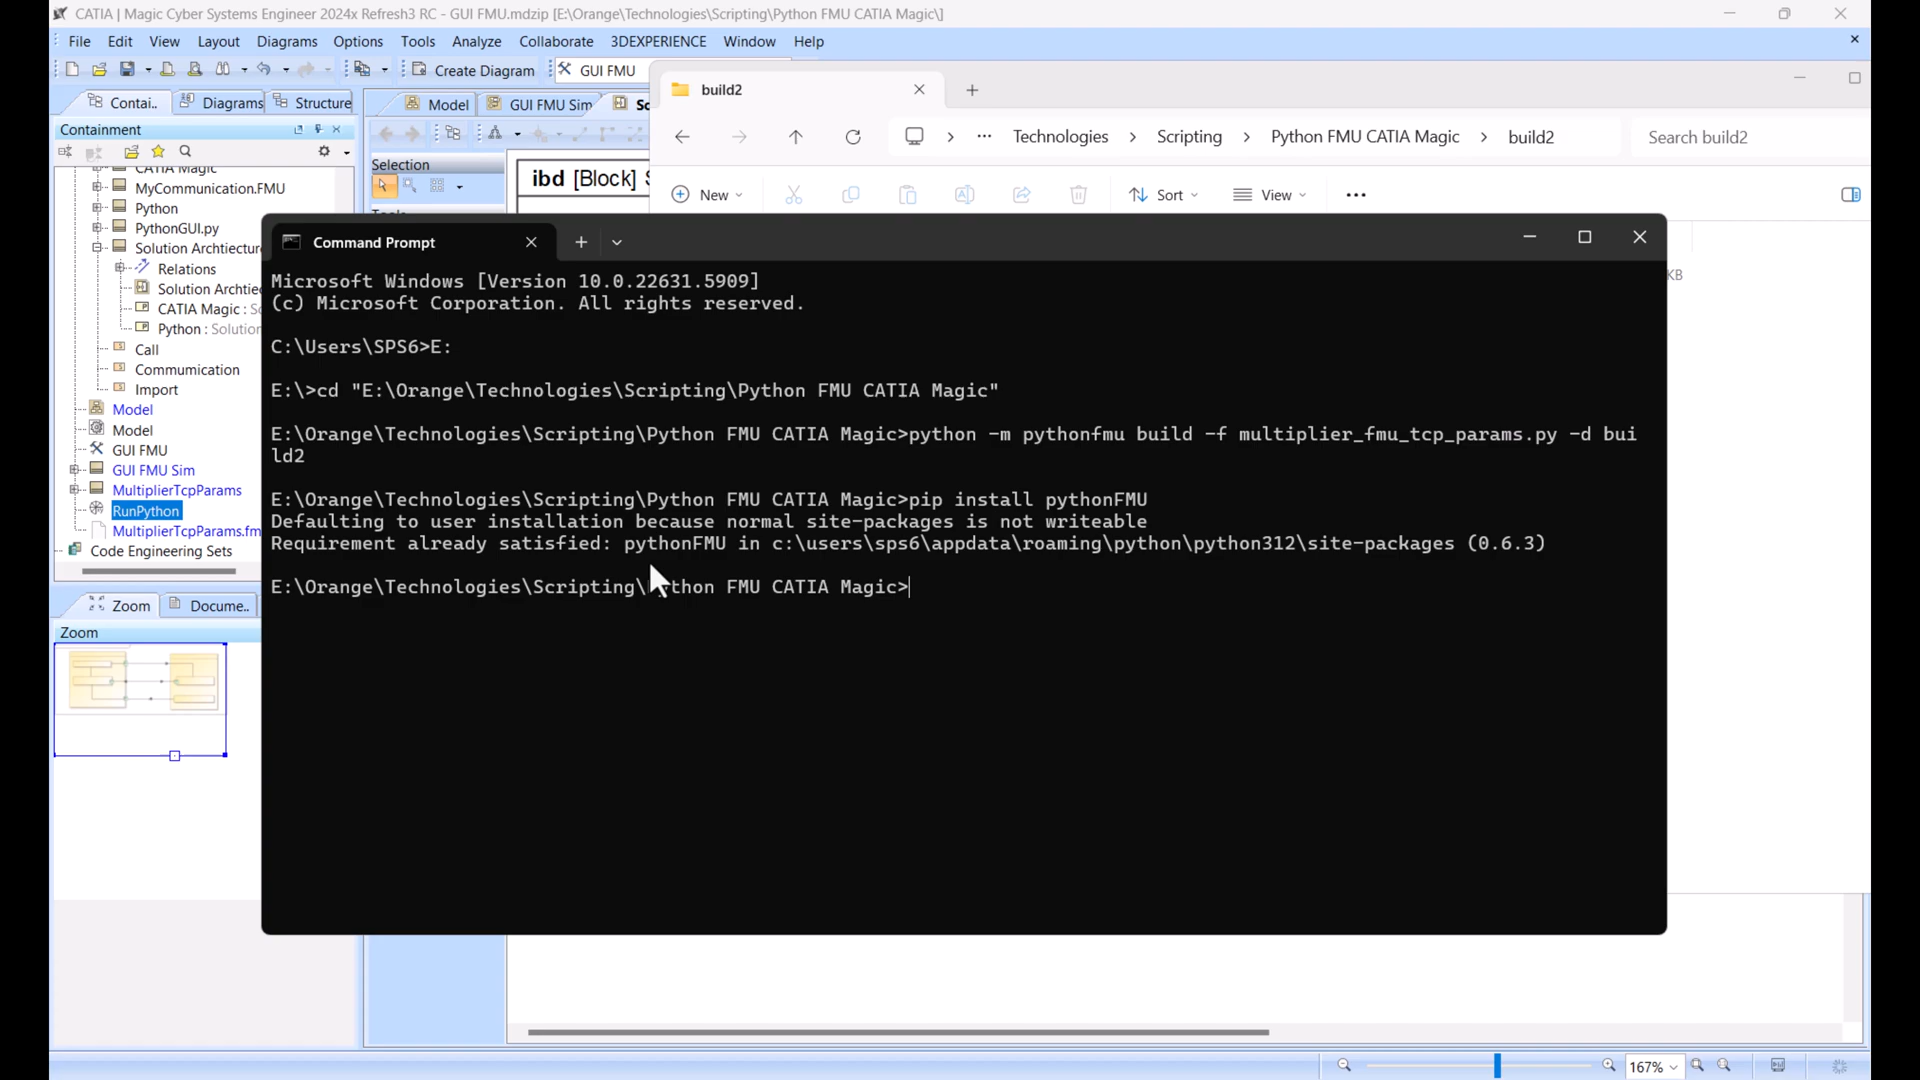 CATIA | Magic Cyber Systems Engineer 2024x Refresh3 RC - GUI FMU.mdzip [E:\Orange\Technologies\Scripting\Python FMU CATIA Magic\]
File Edit View Layout Diagrams Options Tools Analyze Collaborate 3DEXPERIENCE Window Help
Create Diagram GUI FMU
build2
Contai.. Diagrams Structure
Model GUI FMU Sim Sc
Technologies > Scripting > Python FMU CATIA Magic > build2 Search build2
Containment
Selection
ibd [Block] S
New Sort View
CATIA Magic
MyCommunication.FMU
Python
PythonGUI.py
Solution Archtiecture
Relations
Solution Archtiec
CATIA Magic : So
Python : Solution
Call
Commumication
Import
Model
Model
GUI FMU
GUI FMU Sim
MultiplierTcpParams
RunPython
MultiplierTcpParams.fm
Code Engineering Sets
Zoom Docume..
Zoom
KB
Command Prompt
Microsoft Windows [Version 10.0.22631.5909]
(c) Microsoft Corporation. All rights reserved.
C:\Users\SPS6>E:
E:\>cd "E:\Orange\Technologies\Scripting\Python FMU CATIA Magic"
E:\Orange\Technologies\Scripting\Python FMU CATIA Magic>python -m pythonfmu build -f multiplier_fmu_tcp_params.py -d bui
ld2
E:\Orange\Technologies\Scripting\Python FMU CATIA Magic>pip install pythonFMU
Defaulting to user installation because normal site-packages is not writeable
Requirement already satisfied: pythonFMU in c:\users\sps6\appdata\roaming\python\python312\site-packages (0.6.3)
E:\Orange\Technologies\Scripting\Python FMU CATIA Magic>
167%